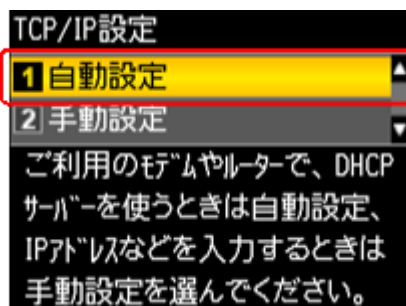 TCP/IP設定
1 自動設定
2 手動設定
ご利用のﾓﾃﾞﾑやﾙｰﾀｰで、DHCP
ｻｰﾊﾞｰを使うときは自動設定、
IPｱﾄﾞﾚｽなどを入力するときは
手動設定を選んでください。